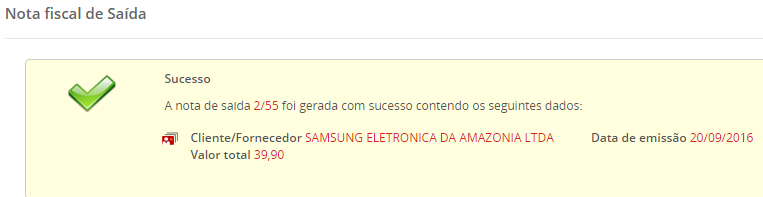 Nota fiscal de Saída
Sucesso
A nota de saída 2/55 foi gerada com sucesso contendo os seguintes dados:
Cliente/Fornecedor SAMSUNG ELETRONICA DA AMAZONIA LTDA Data de emissão 20/09/2016
Valor total 39,90